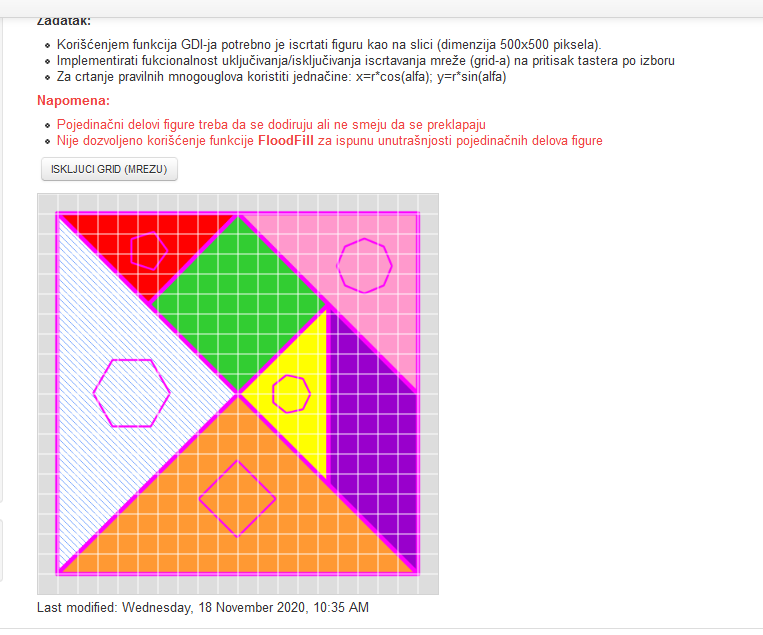 Zadatak:
Korišćenjem funkcija GDI-ja potrebno je iscrtati figuru kao na slici (dimenzija 500x500 piksela).
Implementirati fukcionalnost uključivanja/isključivanja iscrtavanja mreže (grid-a) na pritisak tastera po izboru
Za crtanje pravilnih mnogouglova koristiti jednačine: x=r*cos(alfa); y=r*sin(alfa)
Napomena:
Pojedinačni delovi figure treba da se dodiruju ali ne smeju da se preklapaju
Nije dozvoljeno korišćenje funkcije FloodFill za ispunu unutrašnjosti pojedinačnih delova figure
ISKLJUCI GRID (MREZU)
Last modified: Wednesday, 18 November 2020, 10:35 AM